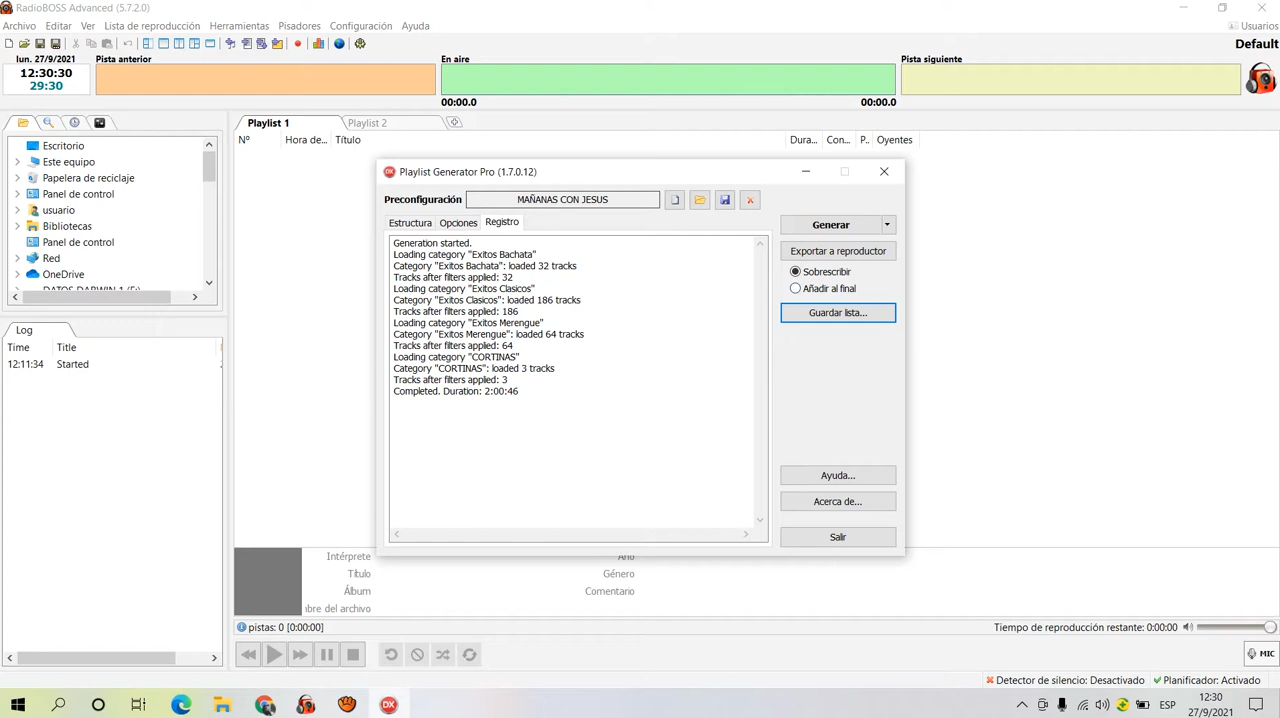 RadioBOSS Advanced (5.7.2.0)
Archivo Editar Ver Lista de reproducción Herramientas Pisadores Configuración Ayuda Usuarios
Default
lun. 27/9/2021 Pista anterior En aire Pista siguiente
12:30:30
29:30
00:00.0 00:00.0
Playlist 1 Playlist 2
Nº Hora de... Título Dura... Con... P.. Oyentes
Escritorio
Este equipo
Papelera de reciclaje
Panel de control
usuario
Bibliotecas
Panel de control
Red
OneDrive
Log
Time Title
12:11:34 Started
DX Playlist Generator Pro (1.7.0.12)
Preconfiguración MAÑANAS CON JESUS
Estructura Opciones Registro
Generation started.
Loading category "Exitos Bachata"
Category "Exitos Bachata": loaded 32 tracks
Tracks after filters applied: 32
Loading category "Exitos Clasicos"
Category "Exitos Clasicos": loaded 186 tracks
Tracks after filters applied: 186
Loading category "Exitos Merengue"
Category "Exitos Merengue": loaded 64 tracks
Tracks after filters applied: 64
Loading category "CORTINAS"
Category "CORTINAS": loaded 3 tracks
Tracks after filters applied: 3
Completed. Duration: 2:00:46
Generar
Exportar a reproductor
Sobrescribir
Añadir al final
Guardar lista...
Ayuda...
Acerca de...
Salir
Intérprete Año
Título Género
Álbum Comentario
bre del archivo
pistas: 0 [0:00:00] Tiempo de reproducción restante: 0:00:00
MIC
Detector de silencio: Desactivado Planificador: Activado
DX ESP 12:30
27/9/2021